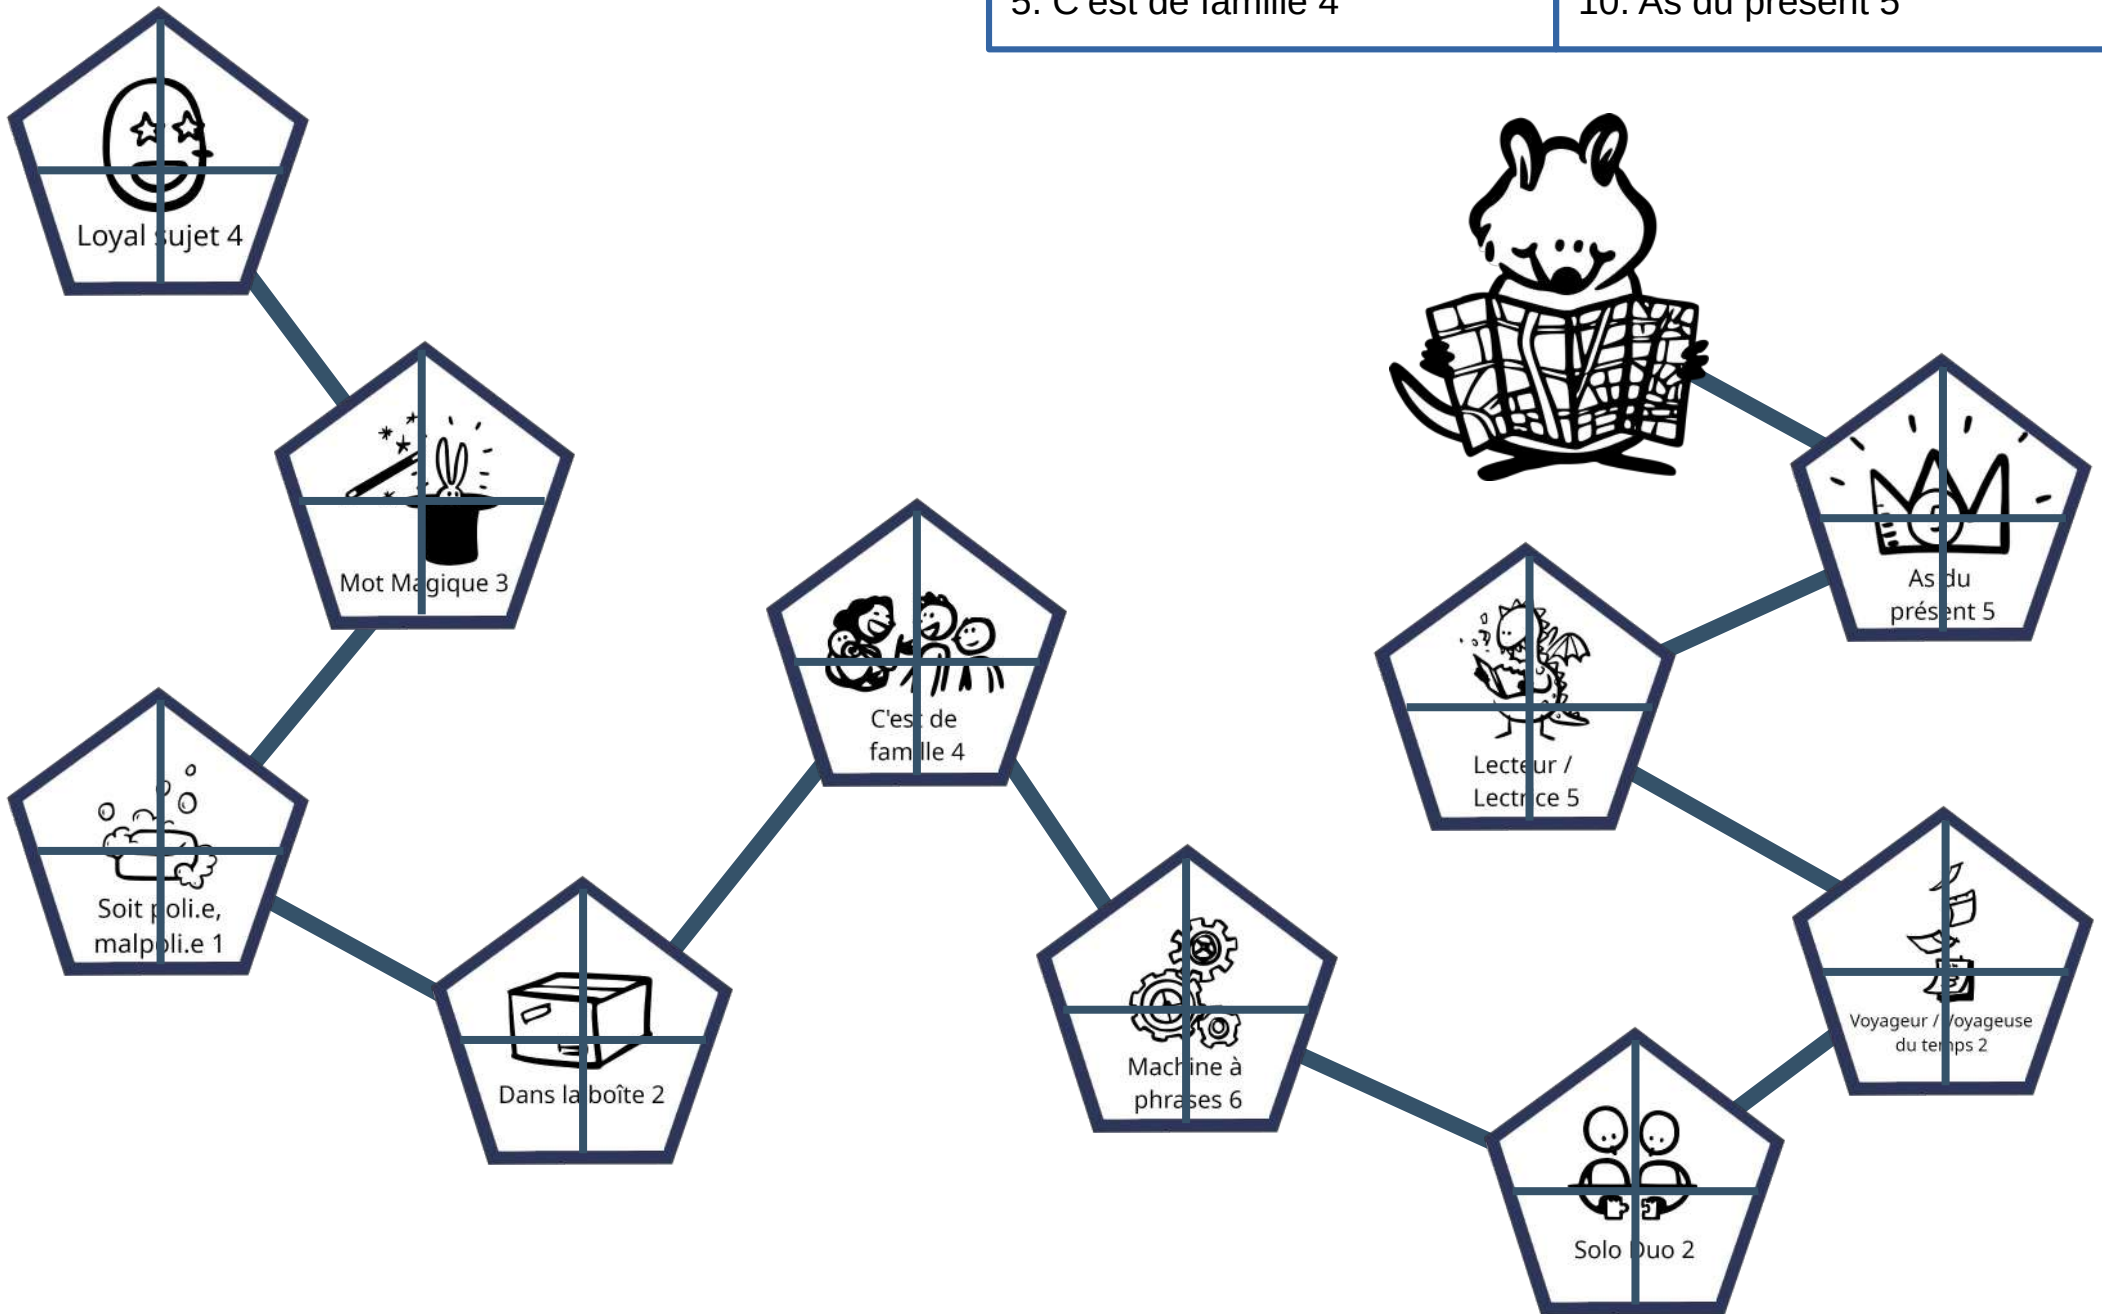 5. C'est de famille 4
10. As du présent 5
Loyal sujet 4
Mot Magique 3
Soit poli.e,
malpoli.e 1
Dans la boîte 2
C'est de
famille 4
Machine à
phrases 6
Solo Duo 2
Voyageur / Voyageuse
du temps 2
Lecteur /
Lectrice 5
As du
présent 5